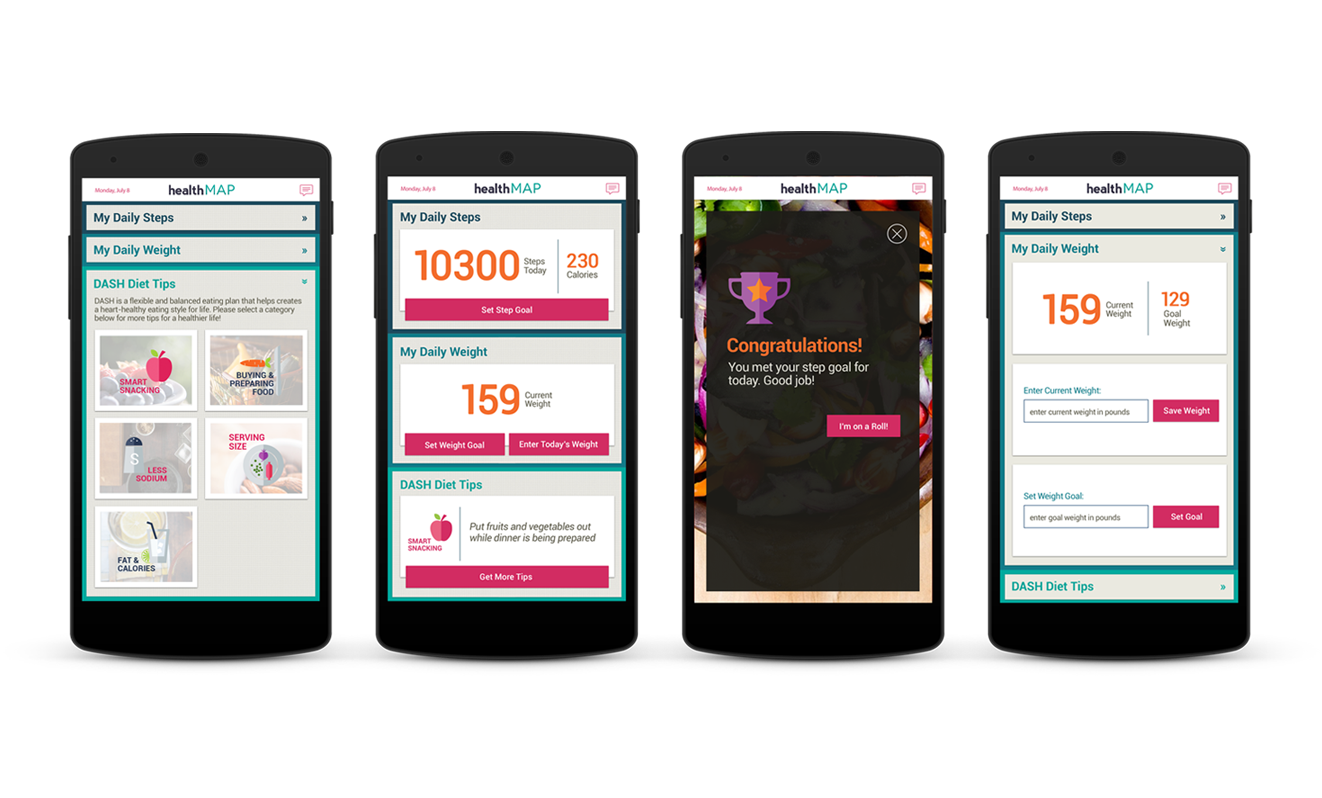 Monday, July 8
healthMAP
My Daily Steps »
My Daily Weight »
DASH Diet Tips
DASH is a flexible and balanced eating plan that helps creates
a heart-healthy eating style for life. Please select a category
below for more tips for a healthier life!
SMART
SNACKING
BUYING &
PREPARING
FOOD
S
LESS
SODIUM
SERVING
SIZE
FAT &
CALORIES
Monday, July 8
healthMAP
My Daily Steps
10300
Steps
Today
230
Calories
Set Step Goal
My Daily Weight
159
Current
Weight
Set Weight Goal
Enter Today's Weight
DASH Diet Tips
SMART
SNACKING
Put fruits and vegetables out
while dinner is being prepared
Get More Tips
Monday, July 8
healthMAP
Congratulations!
You met your step goal for
today. Good job!
I'm on a Roll!
Monday, July 8
healthMAP
My Daily Steps »
My Daily Weight
159
Current
Weight
129
Goal
Weight
Enter Current Weight:
enter current weight in pounds
Save Weight
Set Weight Goal:
enter goal weight in pounds
Set Goal
DASH Diet Tips »